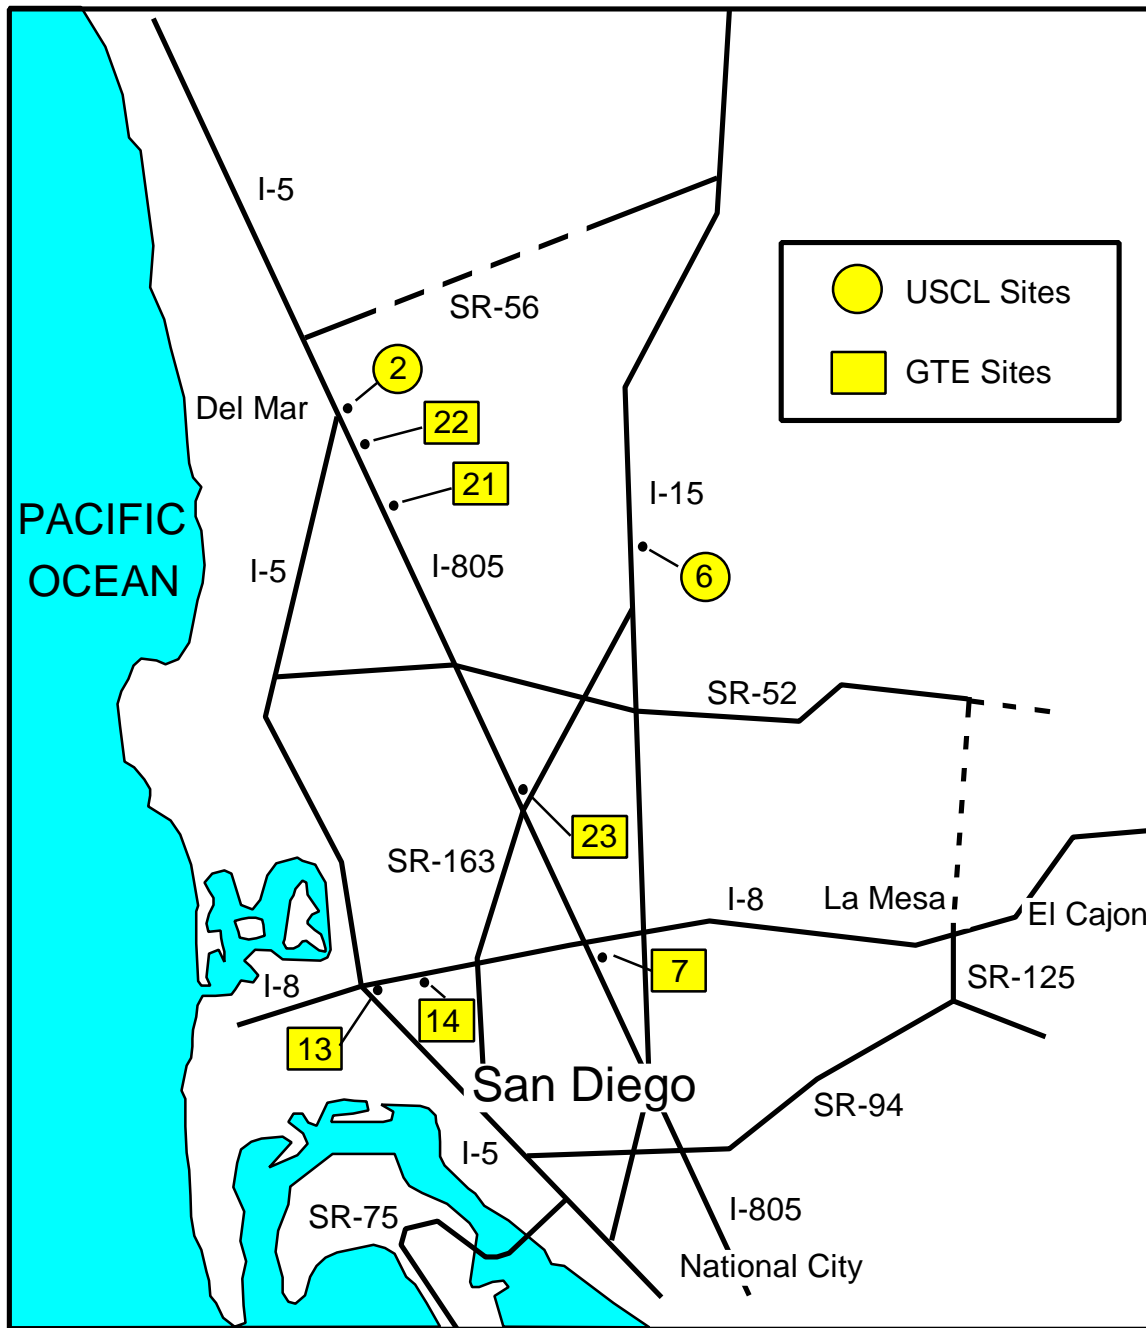 I-5
SR-56
USCL Sites
GTE Sites
2
Del Mar
22
21
I-15
PACIFIC
OCEAN
I-5
I-805
6
SR-52
23
SR-163
La Mesa
I-8
El Cajon
I-8
7
SR-125
14
13
San Diego
SR-94
I-5
SR-75
I-805
National City